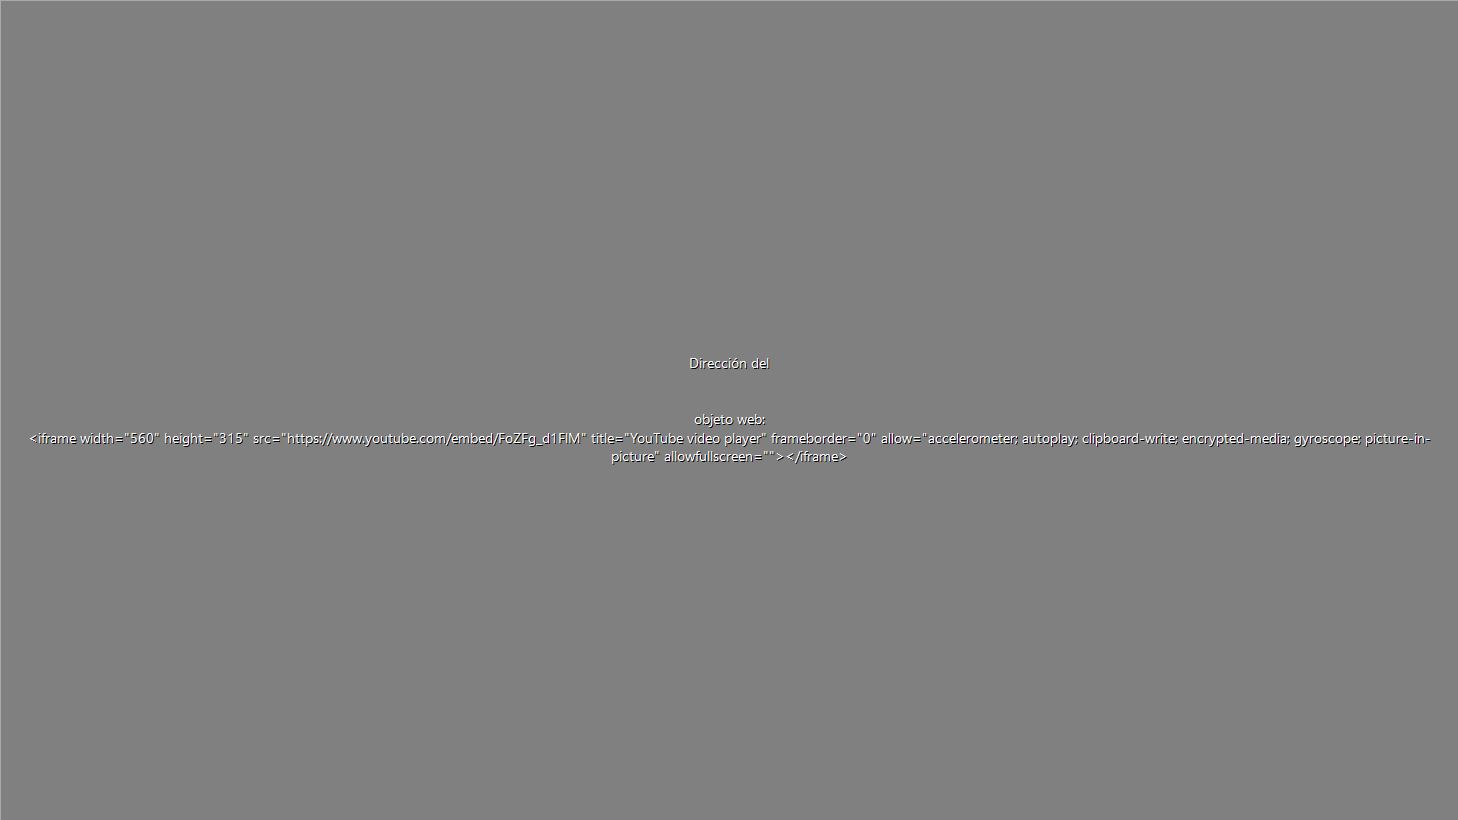 Dirección del
objeto web:
<iframe width="560" height="315" src="https://www.youtube.com/embed/FoZFg_d1FlM" title="YouTube video player" frameborder="0" allow="accelerometer; autoplay; clipboard-write; encrypted-media; gyroscope; picture-in-
picture" allowfullscreen=""></iframe>